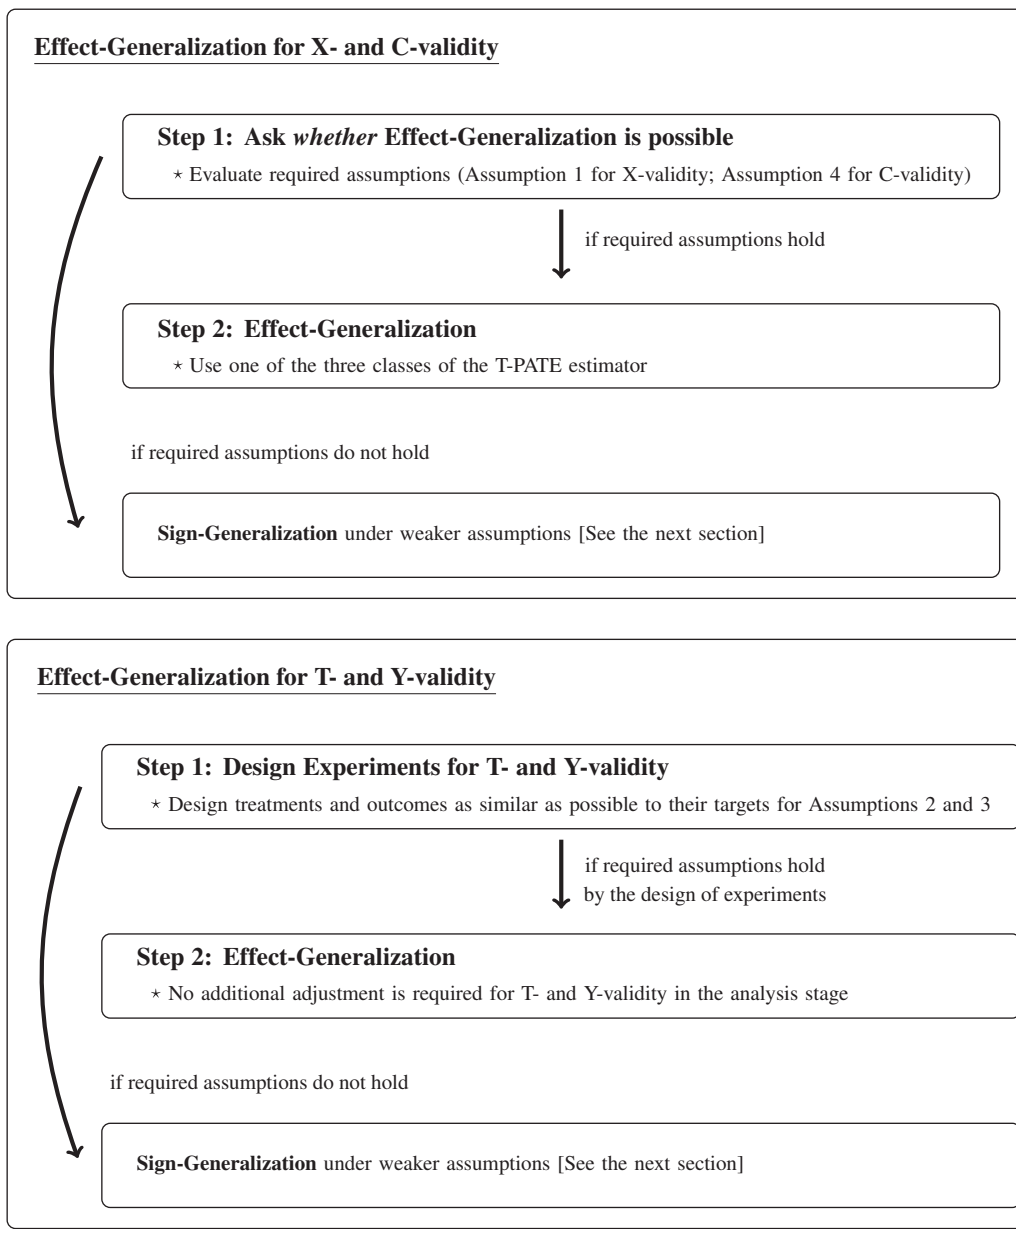 Effect-Generalization for X- and C-validity
Step 1: Ask whether Effect-Generalization is possible
⋆ Evaluate required assumptions (Assumption 1 for X-validity; Assumption 4 for C-validity)
if required assumptions hold
Step 2: Effect-Generalization
⋆ Use one of the three classes of the T-PATE estimator
if required assumptions do not hold
Sign-Generalization under weaker assumptions [See the next section]
Effect-Generalization for T- and Y-validity
Step 1: Design Experiments for T- and Y-validity
⋆ Design treatments and outcomes as similar as possible to their targets for Assumptions 2 and 3
if required assumptions hold
by the design of experiments
Step 2: Effect-Generalization
⋆ No additional adjustment is required for T- and Y-validity in the analysis stage
if required assumptions do not hold
Sign-Generalization under weaker assumptions [See the next section]